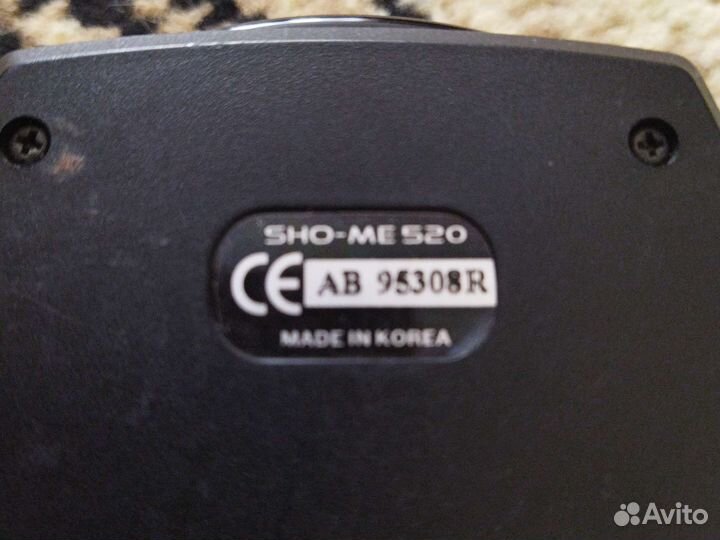 SHO-ME 520
CE AB 95308R
MADE IN KOREA
Avito